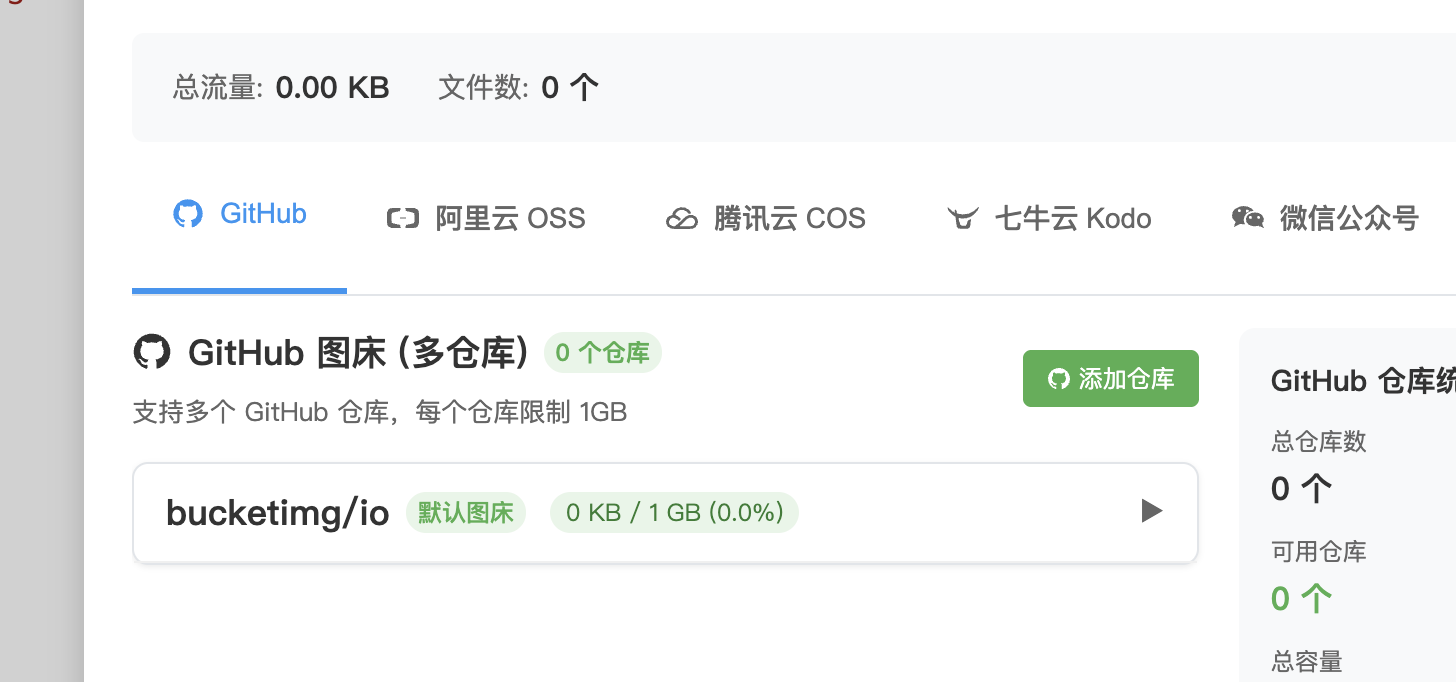 总流量: 0.00 KB 文件数: 0 个
GitHub 阿里云 OSS 腾讯云 COS 七牛云 Kodo 微信公众号
GitHub 图床 (多仓库) 0 个仓库
支持多个 GitHub 仓库，每个仓库限制 1GB
添加仓库
bucketimg/io 默认图床 0 KB / 1 GB (0.0%)
GitHub 仓库统
总仓库数
0 个
可用仓库
0 个
总容量